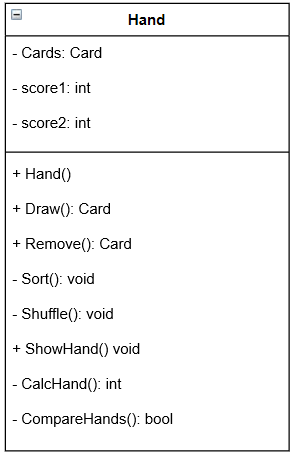 Hand
- Cards: Card
- score1: int
- score2: int
+ Hand()
+ Draw(): Card
+ Remove(): Card
- Sort(): void
- Shuffle(): void
+ ShowHand() void
- CalcHand(): int
- CompareHands(): bool